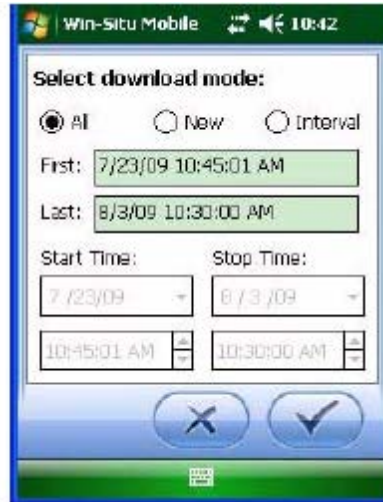 Win-Situ Mobile 10:42
Select download mode:
All New Interval
First: 7/23/09 10:45:01 AM
Last: 8/3/09 10:30:00 AM
Start Time: Stop Time:
7 /23/09 8 / 3 /09
10:45:01 AM 10:30:00 AM